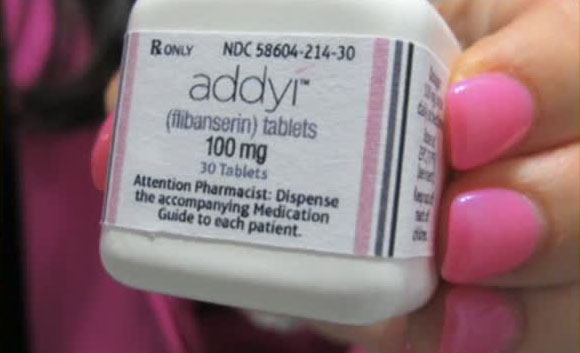 ℞ ONLY NDC 58604-214-30
addyi™
(flibanserin) tablets
100 mg
30 Tablets
Attention Pharmacist: Dispense
the accompanying Medication
Guide to each patient.